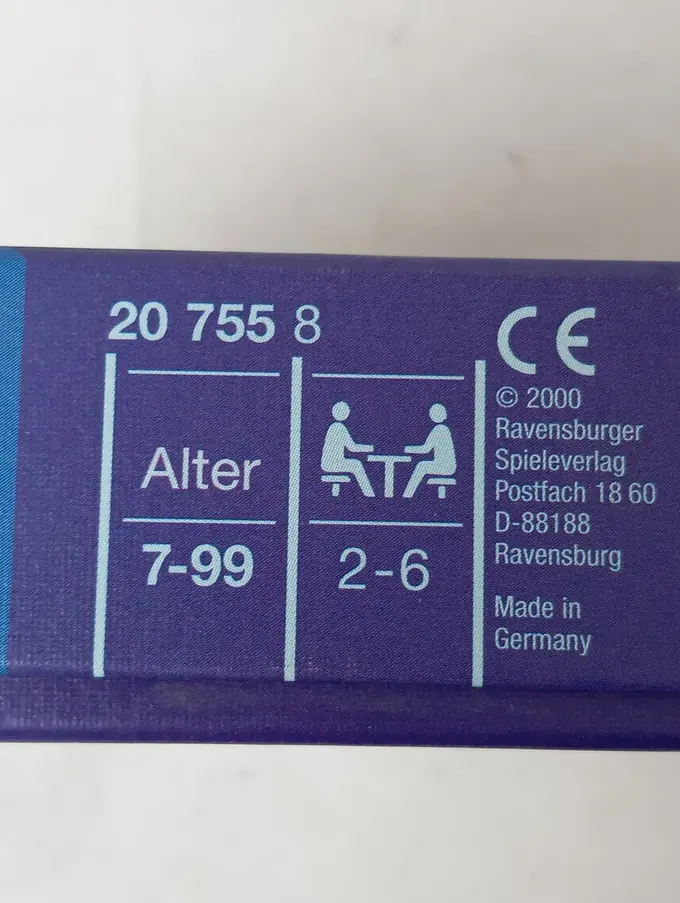 20 755 8
Alter
7-99
2-6
CE
© 2000
Ravensburger
Spieleverlag
Postfach 18 60
D-88188
Ravensburg
Made in
Germany